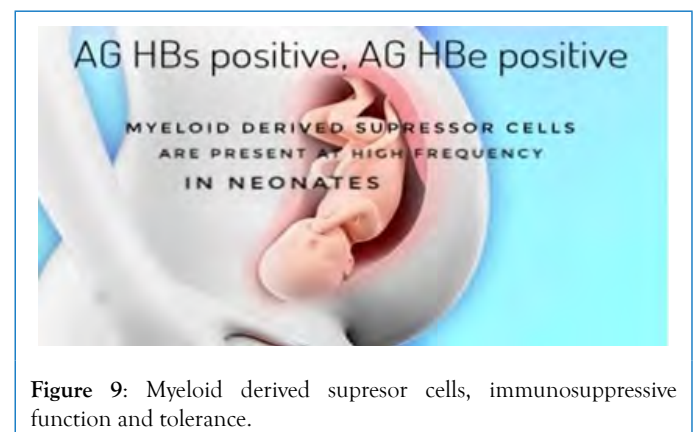 AG HBs positive, AG HBe positive
MYELOID DERIVED SUPRESSOR CELLS
ARE PRESENT AT HIGH FREQUENCY
IN NEONATES
Figure 9: Myeloid derived supresor cells, immunosuppressive
function and tolerance.